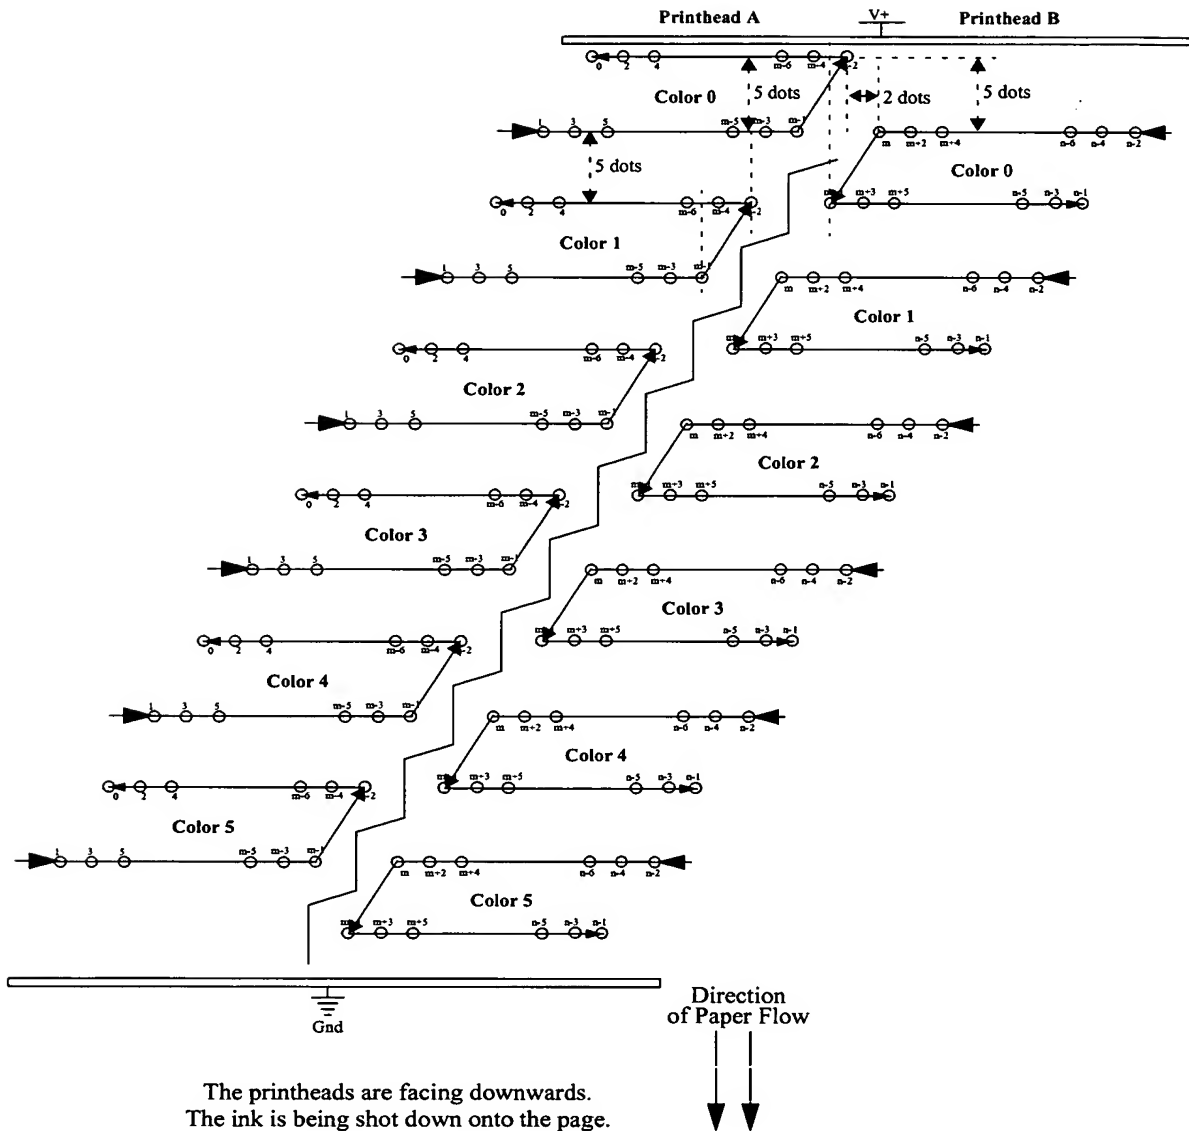 Printhead A V+ Printhead B
0 2 4 m-6 m-4 -2
Color 0 5 dots 2 dots 5 dots
1 3 5 m-5 m-3 m-1
m m+2 m+4 n-6 n-4 n-2
5 dots Color 0
m+3 m+5 n-5 n-3 n-1
0 2 4 m-6 m-4 -2
Color 1
1 3 5 m-5 m-3 m-1
m m+2 m+4 n-6 n-4 n-2
Color 1
m+3 m+5 n-5 n-3 n-1
0 2 4 m-6 m-4 -2
Color 2
1 3 5 m-5 m-3 m-1
m m+2 m+4 n-6 n-4 n-2
Color 2
m+3 m+5 n-5 n-3 n-1
0 2 4 m-6 m-4 -2
Color 3
1 3 5 m-5 m-3 m-1
m m+2 m+4 n-6 n-4 n-2
Color 3
m+3 m+5 n-5 n-3 n-1
0 2 4 m-6 m-4 -2
Color 4
1 3 5 m-5 m-3 m-1
m m+2 m+4 n-6 n-4 n-2
Color 4
m+3 m+5 n-5 n-3 n-1
0 2 4 m-6 m-4 -2
Color 5
1 3 5 m-5 m-3 m-1
m m+2 m+4 n-6 n-4 n-2
Color 5
m+3 m+5 n-5 n-3 n-1
Gnd
Direction
of Paper Flow
The printheads are facing downwards.
The ink is being shot down onto the page.